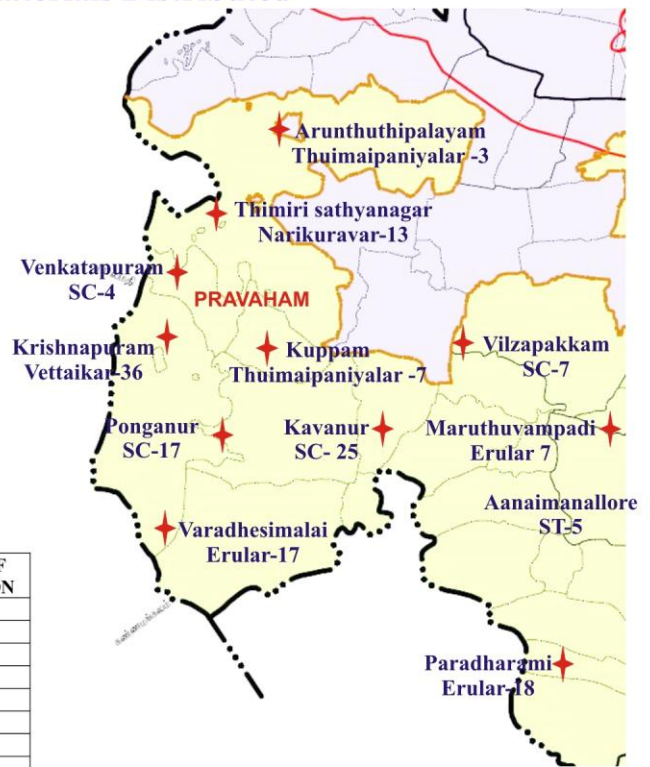 Arunthuthipalayam
Thuimaipaniyalar -3
Thimiri sathyanagar
Narikuravar-13
Venkatapuram
SC-4
PRAVAHAM
Krishnapuram
Vettaikar-36
Kuppam
Thuimaipaniyalar -7
Vilzapakkam
SC-7
Ponganur
SC-17
Kavanur
SC- 25
Maruthuvampadi
Erular 7
Aanaimanallore
ST-5
Varadhesimalai
Erular-17
Paradharami
Erular-18